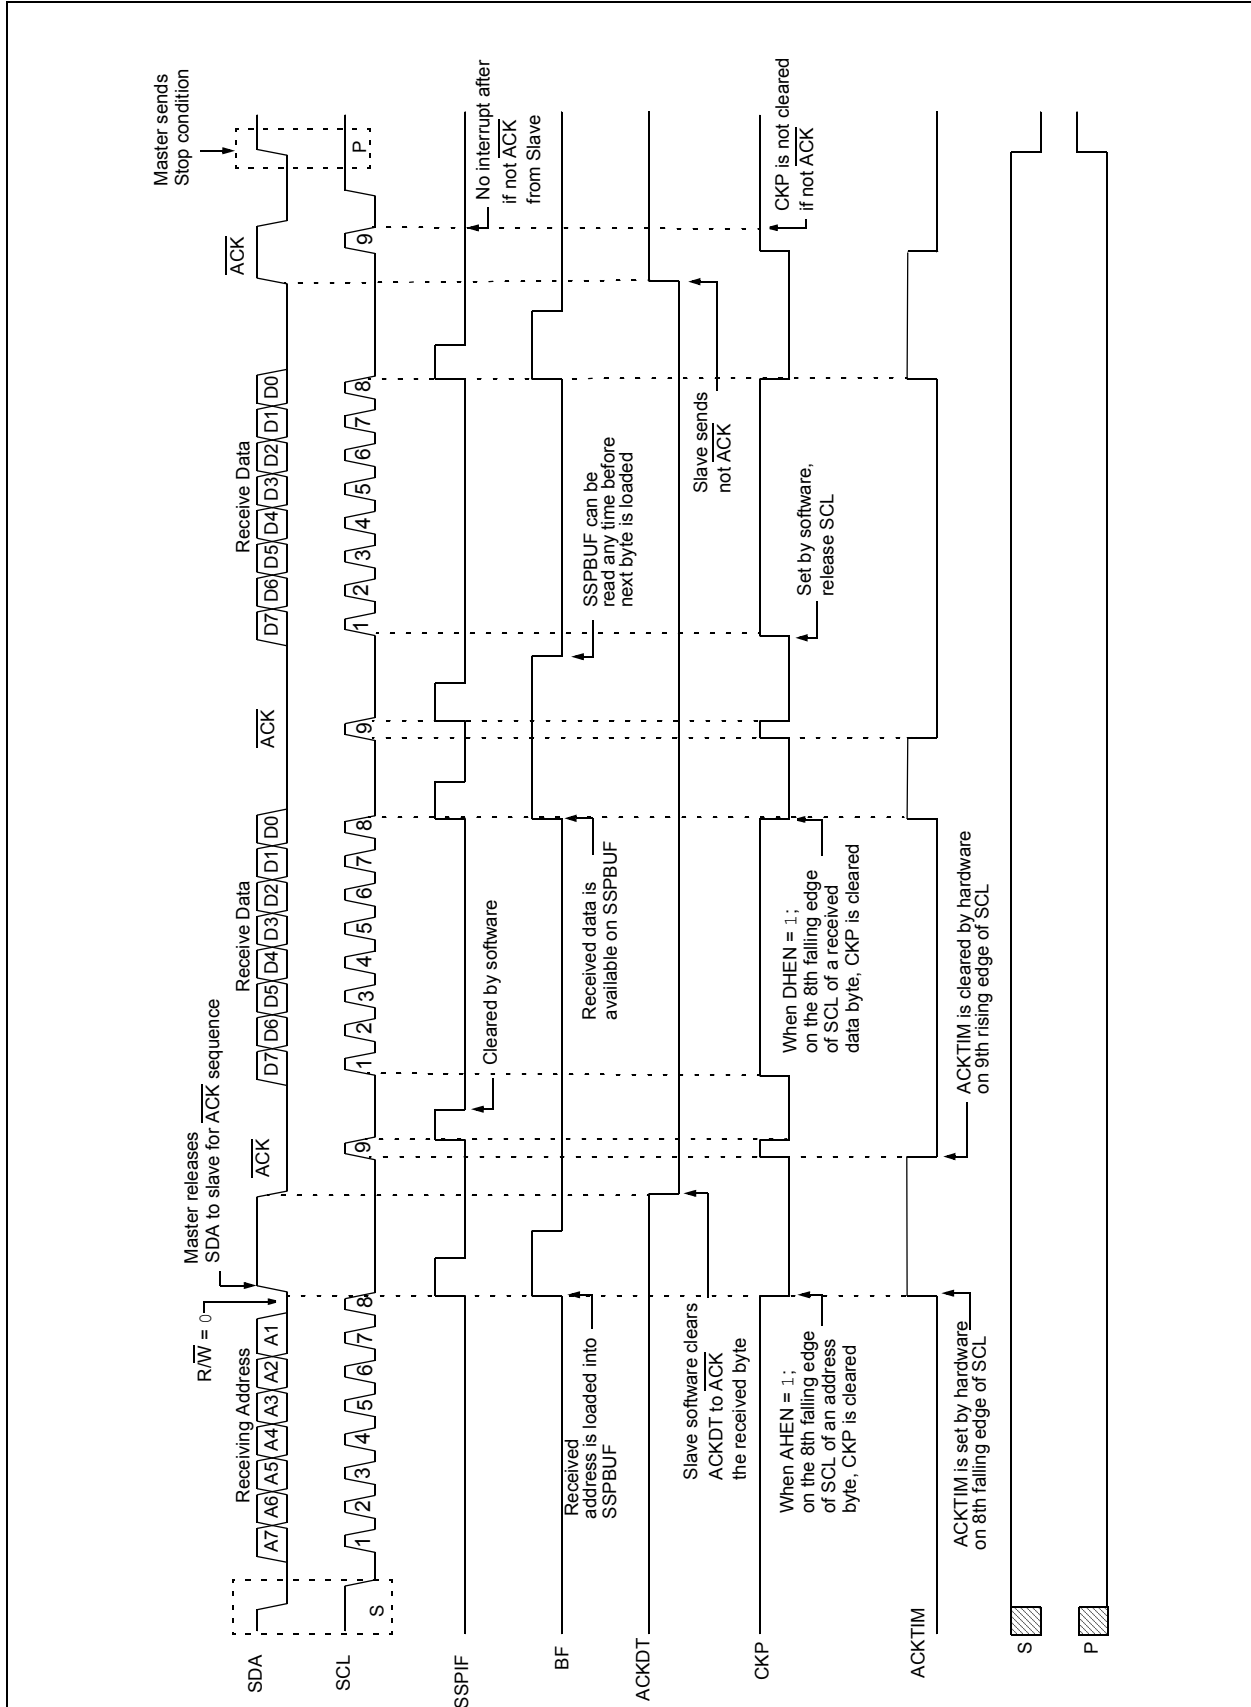 Master sends
Stop condition
Master releases
SDA to slave for ACK sequence
R/W = 0
Receiving Address
ACK
Receive Data
ACK
Receive Data
ACK
SDA
A7 A6 A5 A4 A3 A2 A1
D7 D6 D5 D4 D3 D2 D1 D0
D7 D6 D5 D4 D3 D2 D1 D0
SCL
S
1 2 3 4 5 6 7 8 9
1 2 3 4 5 6 7 8 9
1 2 3 4 5 6 7 8 9
P
SSPIF
Cleared by software
No interrupt after
if not ACK
from Slave
BF
Received
address is loaded into
SSPBUF
Received data is
available on SSPBUF
SSPBUF can be
read any time before
next byte is loaded
ACKDT
Slave software clears
ACKDT to ACK
the received byte
Slave sends
not ACK
CKP
When AHEN = 1;
on the 8th falling edge
of SCL of an address
byte, CKP is cleared
When DHEN = 1;
on the 8th falling edge
of SCL of a received
data byte, CKP is cleared
Set by software,
release SCL
CKP is not cleared
if not ACK
ACKTIM
ACKTIM is set by hardware
on 8th falling edge of SCL
ACKTIM is cleared by hardware
on 9th rising edge of SCL
S
P